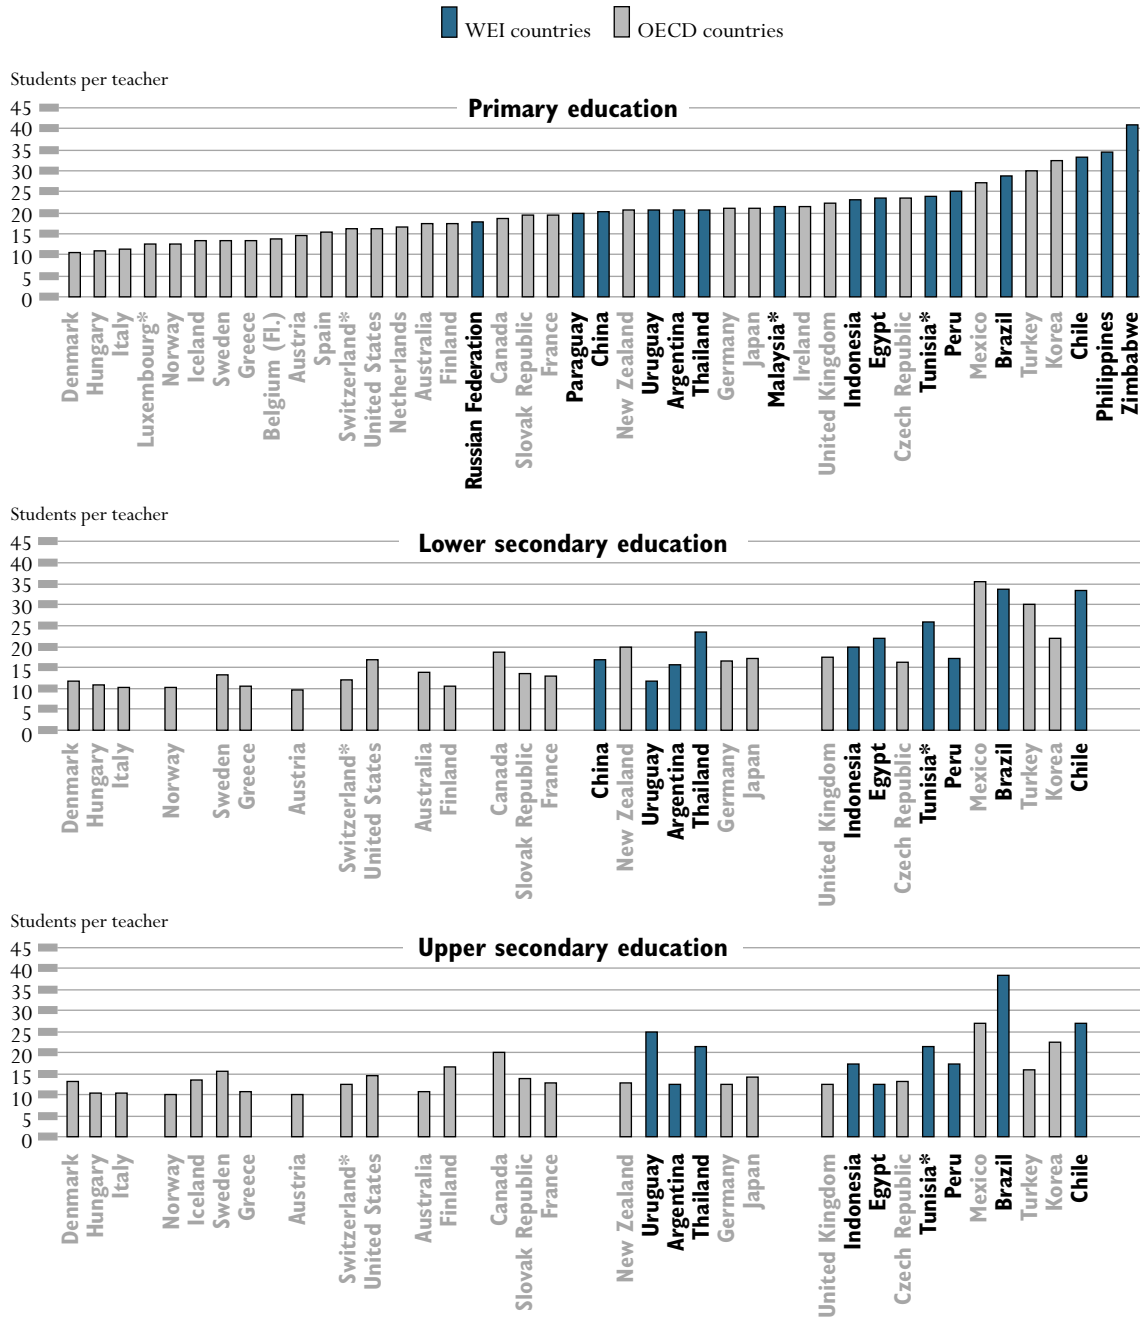 WEI countries OECD countries
Students per teacher
Primary education
45
40
35
30
25
20
15
10
5
0
Denmark
Hungary
Italy
Luxembourg*
Norway
Iceland
Sweden
Greece
Belgium (Fl.)
Austria
Spain
Switzerland*
United States
Netherlands
Australia
Finland
Russian Federation
Canada
Slovak Republic
France
Paraguay
China
New Zealand
Uruguay
Argentina
Thailand
Germany
Japan
Malaysia*
Ireland
United Kingdom
Indonesia
Egypt
Czech Republic
Tunisia*
Peru
Mexico
Brazil
Turkey
Korea
Chile
Philippines
Zimbabwe
Students per teacher
Lower secondary education
45
40
35
30
25
20
15
10
5
0
Denmark
Hungary
Italy
Norway
Sweden
Greece
Austria
Switzerland*
United States
Australia
Finland
Canada
Slovak Republic
France
China
New Zealand
Uruguay
Argentina
Thailand
Germany
Japan
United Kingdom
Indonesia
Egypt
Czech Republic
Tunisia*
Peru
Mexico
Brazil
Turkey
Korea
Chile
Students per teacher
Upper secondary education
45
40
35
30
25
20
15
10
5
0
Denmark
Hungary
Italy
Norway
Iceland
Sweden
Greece
Austria
Switzerland*
United States
Australia
Finland
Canada
Slovak Republic
France
New Zealand
Uruguay
Argentina
Thailand
Germany
Japan
United Kingdom
Indonesia
Egypt
Czech Republic
Tunisia*
Peru
Mexico
Brazil
Turkey
Korea
Chile